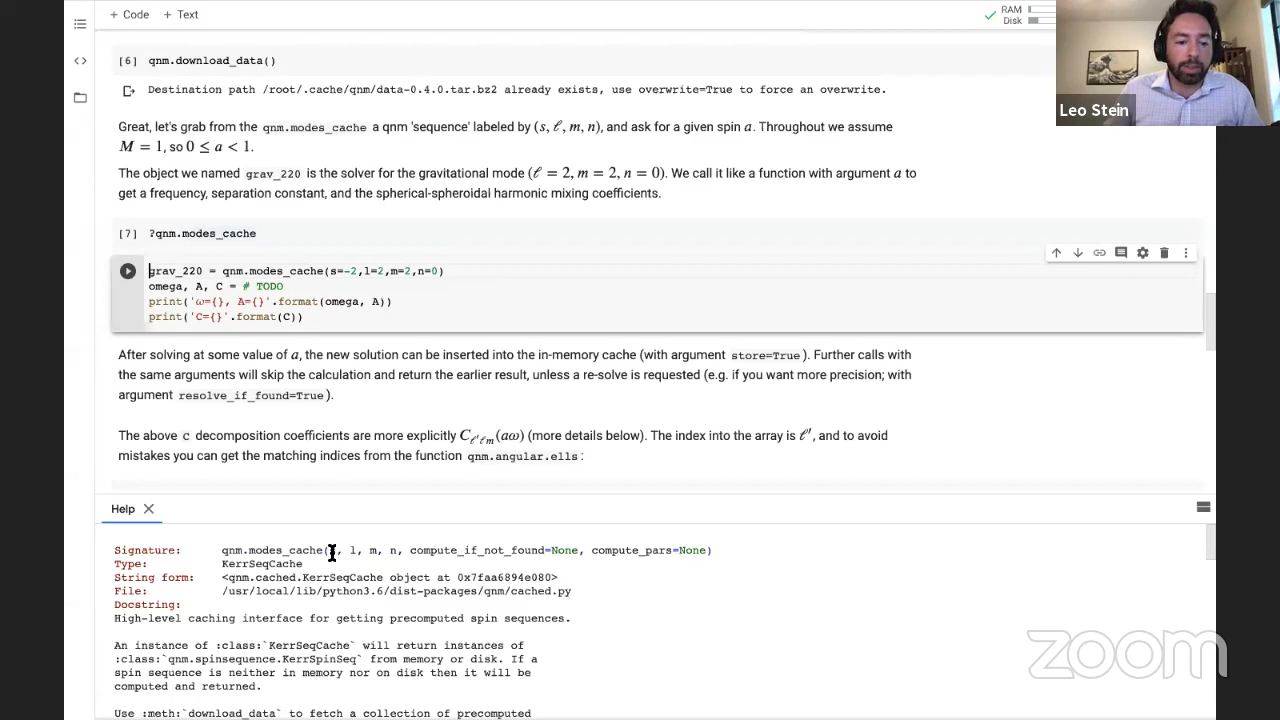 + Code + Text
RAM
Disk
[6] qnm.download_data()
Destination path /root/.cache/qnm/data-0.4.0.tar.bz2 already exists, use overwrite=True to force an overwrite.
Leo Stein
Great, let's grab from the qnm.modes_cache a qnm 'sequence' labeled by (s, ℓ, m, n), and ask for a given spin a. Throughout we assume
M = 1, so 0 ≤ a < 1.
The object we named grav_220 is the solver for the gravitational mode (ℓ = 2, m = 2, n = 0). We call it like a function with argument a to
get a frequency, separation constant, and the spherical-spheroidal harmonic mixing coefficients.
[7] ?qnm.modes_cache
grav_220 = qnm.modes_cache(s=-2,l=2,m=2,n=0)
omega, A, C = # TODO
print('ω={}, A={}'.format(omega, A))
print('C={}'.format(C))
After solving at some value of a, the new solution can be inserted into the in-memory cache (with argument store=True). Further calls with
the same arguments will skip the calculation and return the earlier result, unless a re-solve is requested (e.g. if you want more precision; with
argument resolve_if_found=True).
The above C decomposition coefficients are more explicitly Cℓ′ℓm(aω) (more details below). The index into the array is ℓ′, and to avoid
mistakes you can get the matching indices from the function qnm.angular.ells:
Help
Signature: qnm.modes_cache(s, l, m, n, compute_if_not_found=None, compute_pars=None)
Type: KerrSeqCache
String form: <qnm.cached.KerrSeqCache object at 0x7faa6894e080>
File: /usr/local/lib/python3.6/dist-packages/qnm/cached.py
Docstring:
High-level caching interface for getting precomputed spin sequences.
An instance of :class:`KerrSeqCache` will return instances of
:class:`qnm.spinsequence.KerrSpinSeq` from memory or disk. If a
spin sequence is neither in memory nor on disk then it will be
computed and returned.
Use :meth:`download_data` to fetch a collection of precomputed
zoom